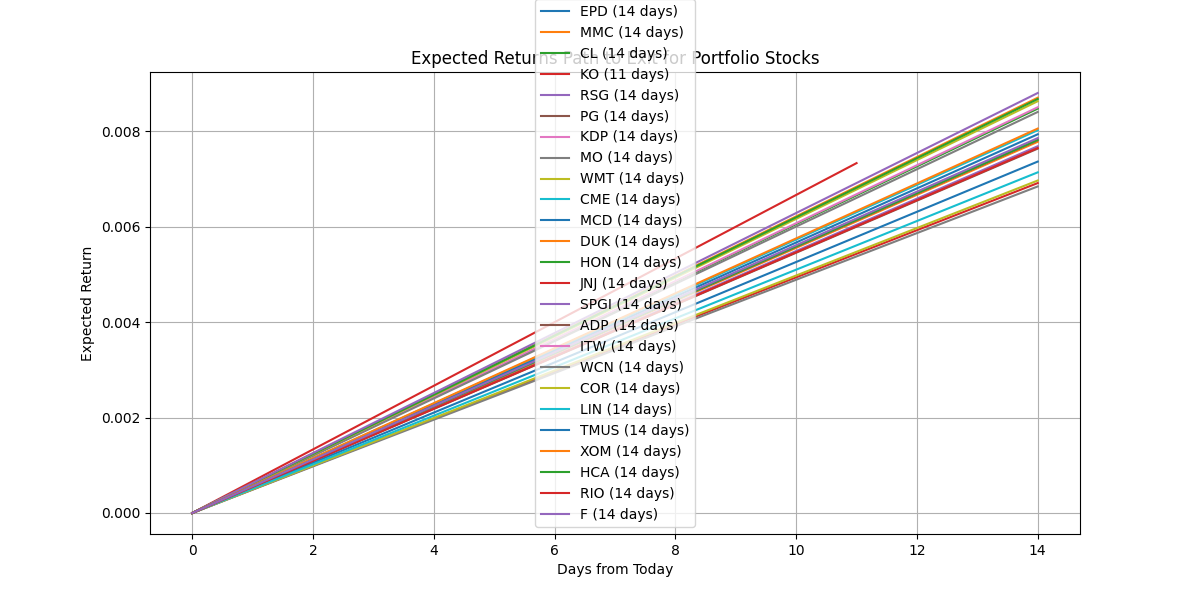 EPD (14 days)
MMC (14 days)
CL (14 days)
Expected Returns Path to Exit for Portfolio Stocks
KO (11 days)
RSG (14 days)
PG (14 days)
KDP (14 days)
MO (14 days)
WMT (14 days)
CME (14 days)
MCD (14 days)
DUK (14 days)
HON (14 days)
JNJ (14 days)
SPGI (14 days)
ADP (14 days)
ITW (14 days)
WCN (14 days)
COR (14 days)
LIN (14 days)
TMUS (14 days)
XOM (14 days)
HCA (14 days)
RIO (14 days)
F (14 days)
Expected Return
0.008
0.006
0.004
0.002
0.000
0 2 4 6 8 10 12 14
Days from Today